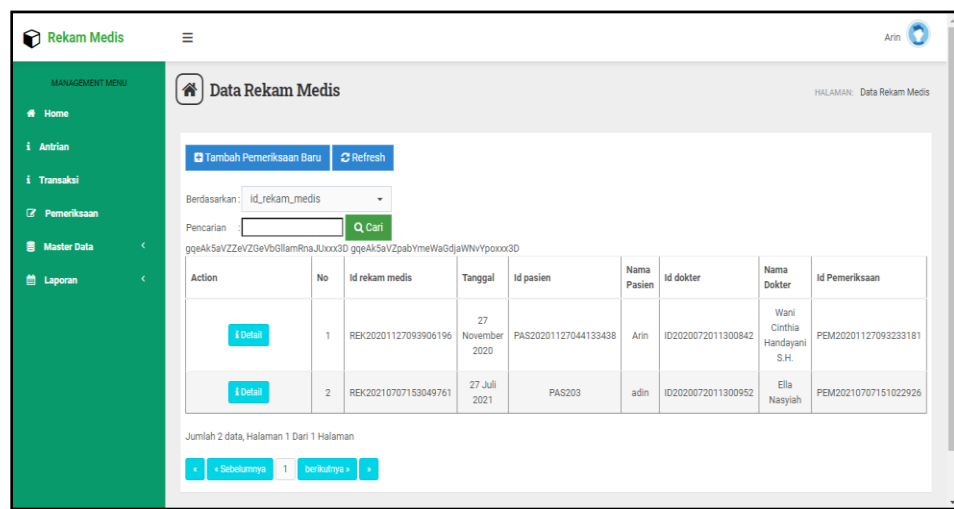 Rekam Medis
Arin
MANAGEMENT MENU
Home
Antrian
Transaksi
Pemeriksaan
Master Data
Laporan
Data Rekam Medis
HALAMAN: Data Rekam Medis
Tambah Pemeriksaan Baru
Refresh
Berdasarkan : id_rekam_medis
Pencarian :
Cari
gqeAk5aVZZeVZGeVbGllamRnaJUxxx3D gqeAk5aVZpabYmeWaGdjaWNvYpoxxx3D
Action No Id rekam medis Tanggal Id pasien Nama Pasien Id dokter Nama Dokter Id Pemeriksaan
Detail 1 REK20201127093906196 27 November 2020 PAS20201127044133438 Arin ID2020072011300842 Wani Cinthia Handayani S.H. PEM20201127093233181
Detail 2 REK20210707153049761 27 Juli 2021 PAS203 adin ID2020072011300952 Ella Nasyiah PEM20210707151022926
Jumlah 2 data, Halaman 1 Dari 1 Halaman
« « Sebelumnya 1 berikutnya » »